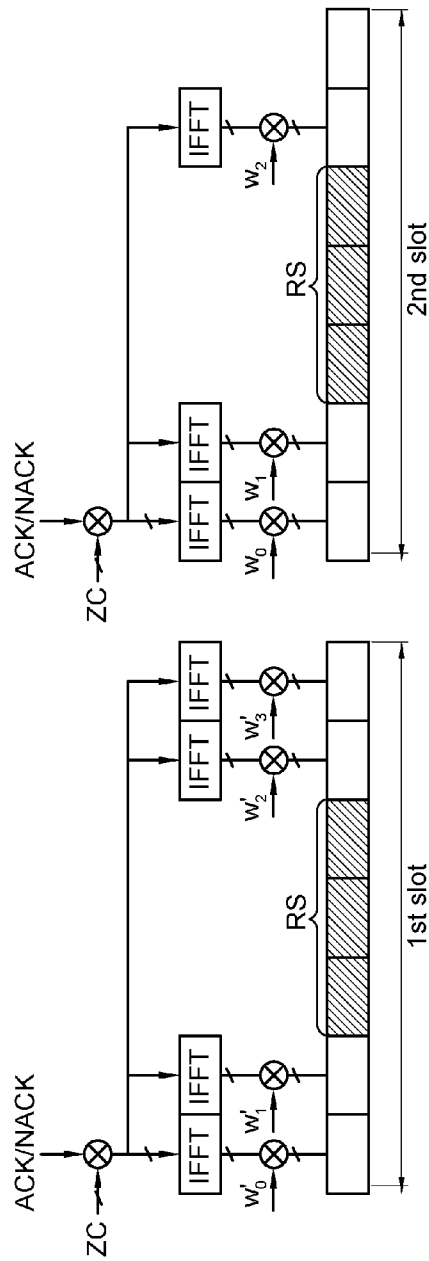 ACK/NACK
ZC
IFFT
IFFT
IFFT
IFFT
w'0
w'1
w'2
w'3
RS
1st slot
ACK/NACK
ZC
IFFT
IFFT
IFFT
w0
w1
w2
RS
2nd slot